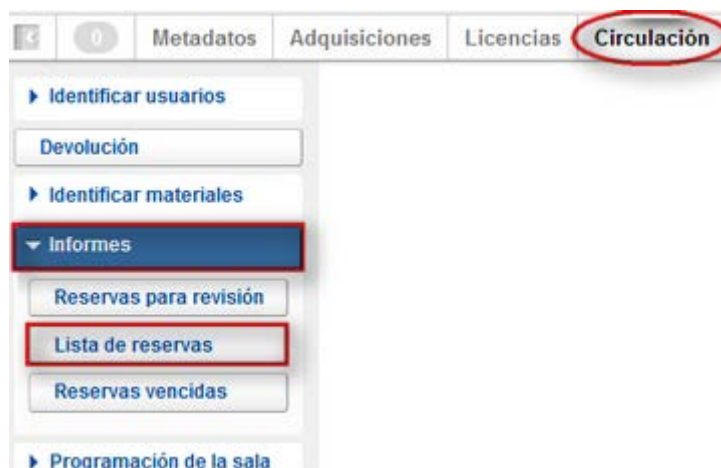 0 Metadatos Adquisiciones Licencias Circulación
Identificar usuarios
Devolución
Identificar materiales
Informes
Reservas para revisión
Lista de reservas
Reservas vencidas
Programación de la sala